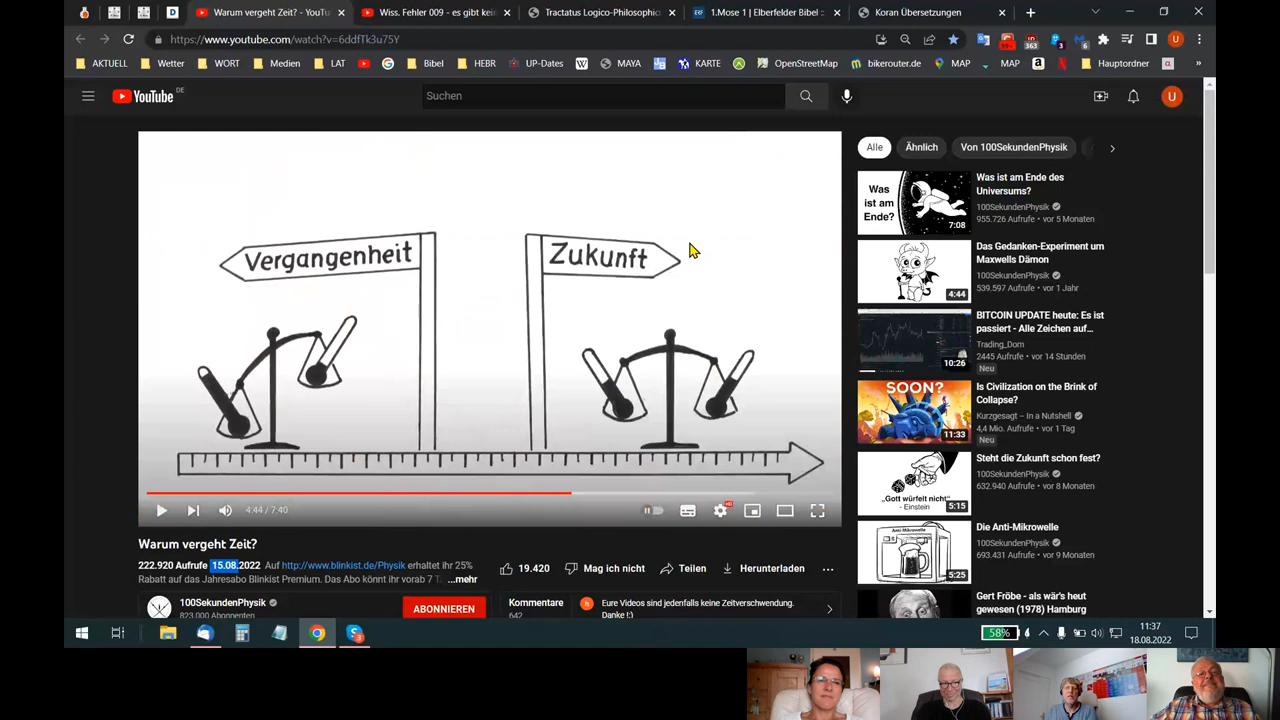 Warum vergeht Zeit? - YouTu
Wiss. Fehler 009 - es gibt kein
Tractatus Logico-Philosophic
1.Mose 1 | Elberfelder Bibel :
Koran Übersetzungen
https://www.youtube.com/watch?v=6ddfTk3u75Y
AKTUELL
Wetter
WORT
Medien
LAT
Bibel
HEBR
UP-Dates
MAYA
KARTE
OpenStreetMap
bikerouter.de
MAP
MAP
Hauptordner
YouTube DE
Suchen
U
Vergangenheit
Zukunft
4:44 / 7:40
Warum vergeht Zeit?
222.920 Aufrufe 15.08.2022 Auf http://www.blinkist.de/Physik erhaltet ihr 25%
Rabatt auf das Jahresabo Blinkist Premium. Das Abo könnt ihr vorab 7 T ...mehr
19.420
Mag ich nicht
Teilen
Herunterladen
100SekundenPhysik
823.000 Abonnenten
ABONNIEREN
Kommentare
642
Eure Videos sind jedenfalls keine Zeitverschwendung.
Danke !:)
Alle
Ähnlich
Von 100SekundenPhysik
Was
ist am
Ende?
7:08
Was ist am Ende des
Universums?
100SekundenPhysik
955.726 Aufrufe • vor 5 Monaten
4:44
Das Gedanken-Experiment um
Maxwells Dämon
100SekundenPhysik
539.597 Aufrufe • vor 1 Jahr
10:26
BITCOIN UPDATE heute: Es ist
passiert - Alle Zeichen auf...
Trading_Dom
2445 Aufrufe • vor 14 Stunden
Neu
SOON?
11:33
Is Civilization on the Brink of
Collapse?
Kurzgesagt – In a Nutshell
4,4 Mio. Aufrufe • vor 1 Tag
Neu
„Gott würfelt nicht"
- Einstein
5:15
Steht die Zukunft schon fest?
100SekundenPhysik
632.940 Aufrufe • vor 8 Monaten
Anti-Mikrowelle
5:25
Die Anti-Mikrowelle
100SekundenPhysik
693.431 Aufrufe • vor 9 Monaten
Gert Fröbe - als wär's heute
gewesen (1978) Hamburg
58%
11:37
18.08.2022